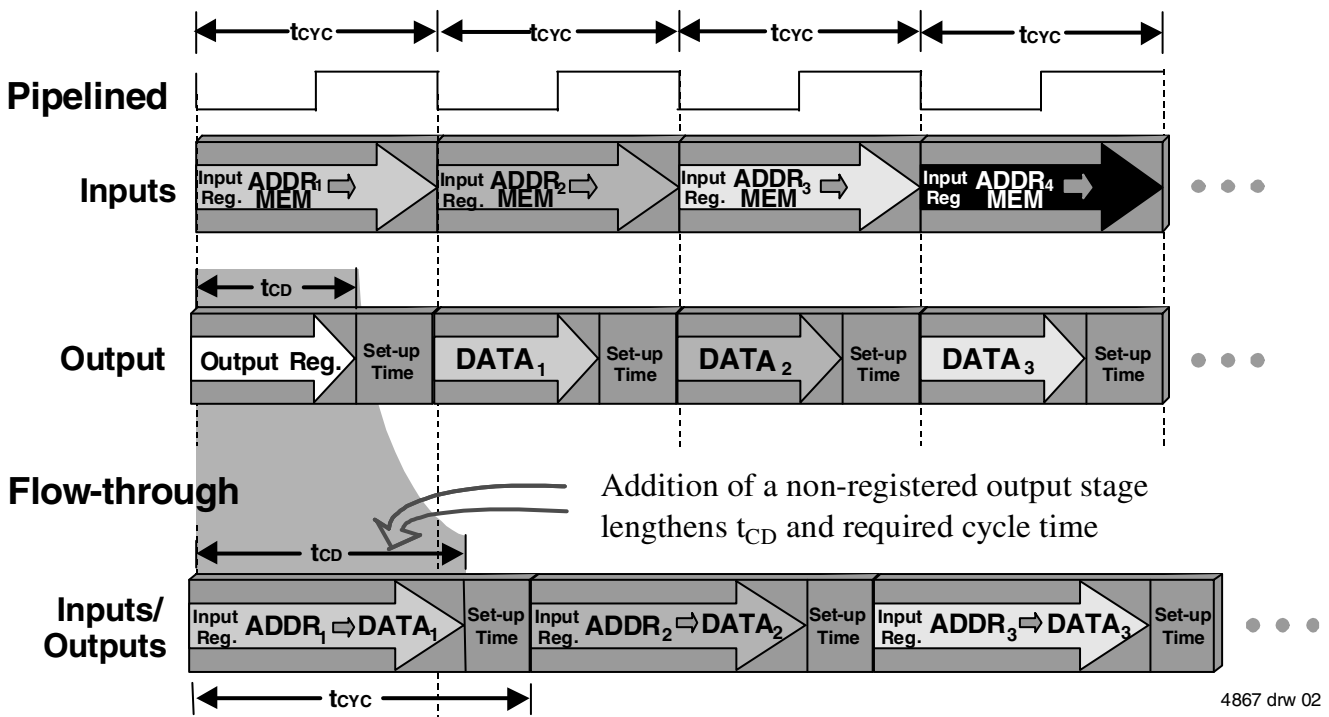 tCYC tCYC tCYC tCYC
Pipelined
Inputs
Input Reg. ADDR1 MEM
Input Reg. ADDR2 MEM
Input Reg. ADDR3 MEM
Input Reg ADDR4 MEM
tCD
Output
Output Reg.
Set-up Time
DATA1
Set-up Time
DATA2
Set-up Time
DATA3
Set-up Time
Flow-through
Addition of a non-registered output stage
lengthens tCD and required cycle time
tCD
Inputs/
Outputs
Input Reg. ADDR1 DATA1
Set-up Time
Input Reg. ADDR2 DATA2
Set-up Time
Input Reg. ADDR3 DATA3
Set-up Time
tCYC
4867 drw 02